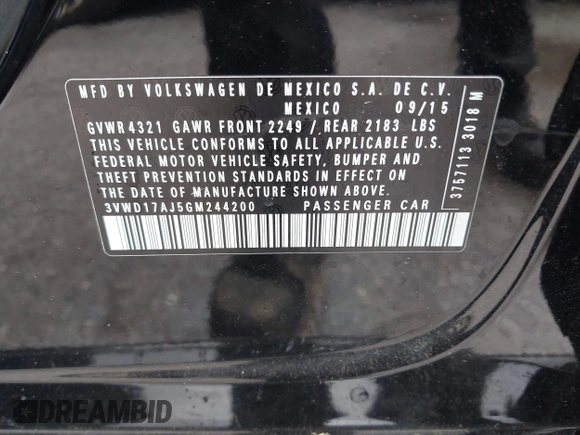 MFD BY VOLKSWAGEN DE MEXICO S.A. DE C.V.
MEXICO 09/15
GVWR 4321 GAWR FRONT 2249 / REAR 2183 LBS
THIS VEHICLE CONFORMS TO ALL APPLICABLE U.S.
FEDERAL MOTOR VEHICLE SAFETY, BUMPER AND
THEFT PREVENTION STANDARDS IN EFFECT ON
THE DATE OF MANUFACTURE SHOWN ABOVE.
3VWD17AJ5GM244200 PASSENGER CAR
3757113 3018 M
DREAMBID